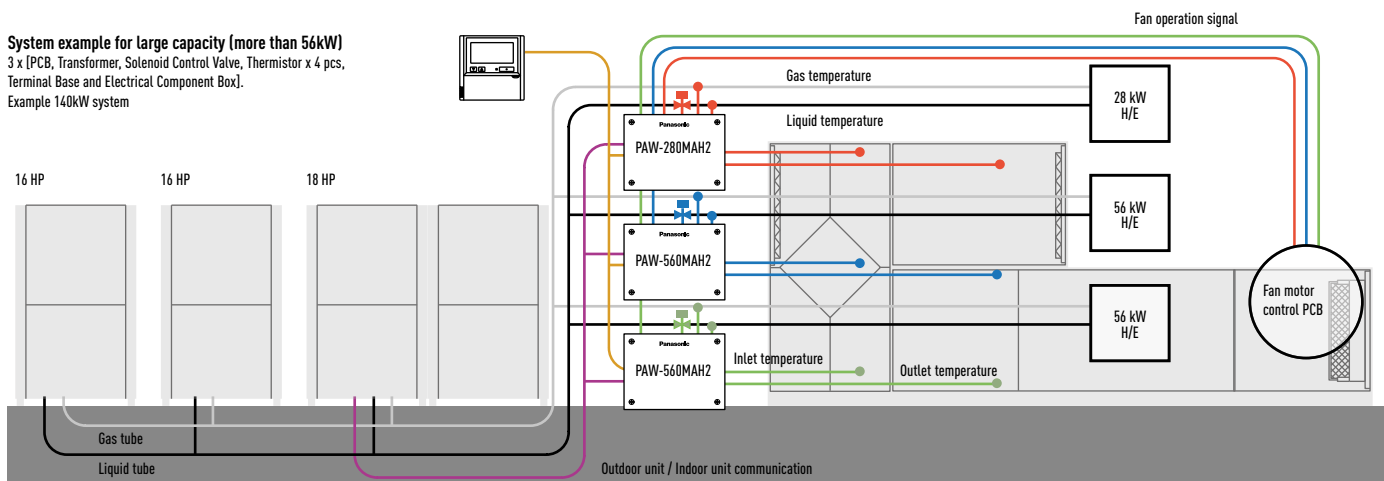 System example for large capacity (more than 56kW)
3 x [PCB, Transformer, Solenoid Control Valve, Thermistor x 4 pcs,
Terminal Base and Electrical Component Box].
Example 140kW system
Fan operation signal
Gas temperature
Liquid temperature
28 kW
H/E
Panasonic
PAW-280MAH2
16 HP
16 HP
18 HP
56 kW
H/E
Panasonic
PAW-560MAH2
Fan motor
control PCB
56 kW
H/E
Panasonic
PAW-560MAH2
Inlet temperature
Outlet temperature
Gas tube
Liquid tube
Outdoor unit / Indoor unit communication